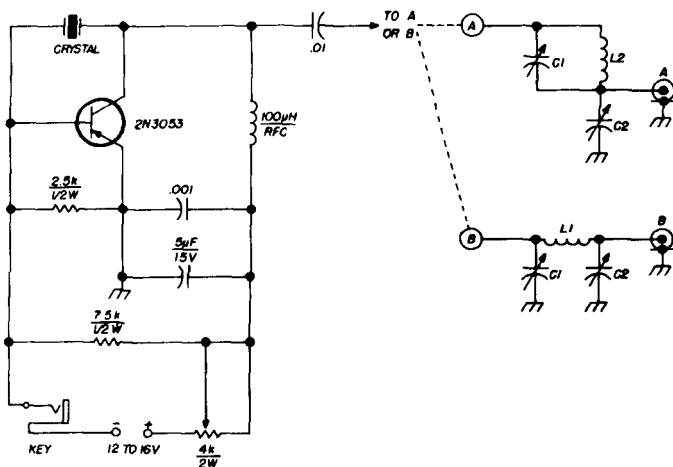 CRYSTAL
.01
TO A
OR B
A
C1
L2
A
C2
2N3053
100µH
RFC
2.5k
1/2W
.001
5µF
15V
B
L1
B
C1
C2
7.5k
1/2W
KEY
-
+
12 TO 16V
4k
2W